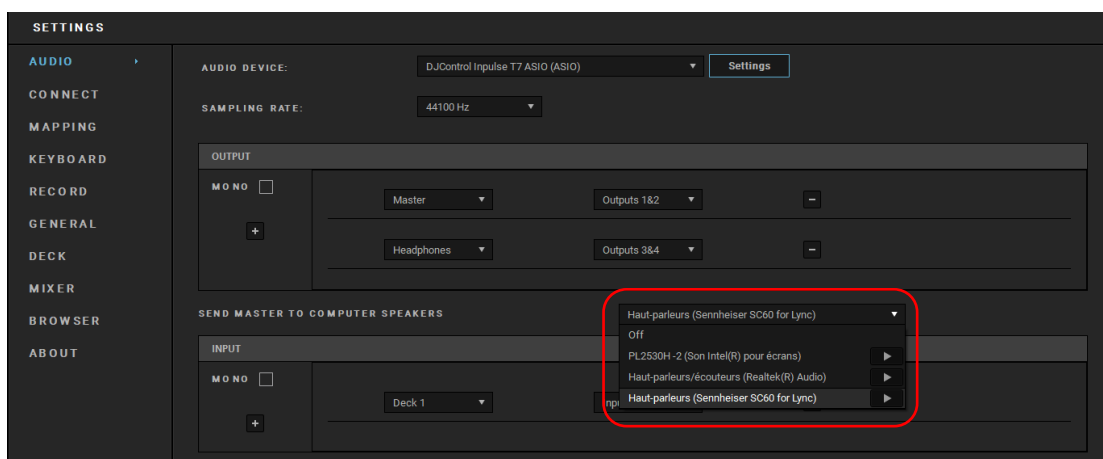 SETTINGS
AUDIO
CONNECT
MAPPING
KEYBOARD
RECORD
GENERAL
DECK
MIXER
BROWSER
ABOUT
AUDIO DEVICE: DJControl Inpulse T7 ASIO (ASIO) Settings
SAMPLING RATE: 44100 Hz
OUTPUT
MONO
Master Outputs 1&2
Headphones Outputs 3&4
SEND MASTER TO COMPUTER SPEAKERS Haut-parleurs (Sennheiser SC60 for Lync)
Off
PL2530H -2 (Son Intel(R) pour écrans)
Haut-parleurs/écouteurs (Realtek(R) Audio)
Haut-parleurs (Sennheiser SC60 for Lync)
INPUT
MONO
Deck 1